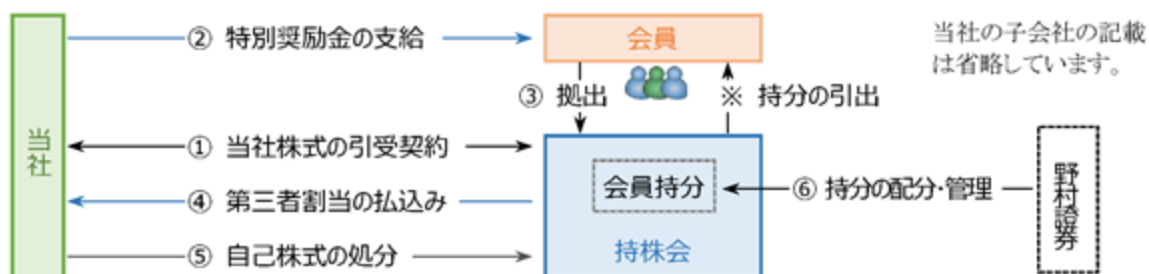 ② 特別奨励金の支給
会員
当社の子会社の記載
は省略しています。
③ 拠出
※ 持分の引出
当社
① 当社株式の引受契約
会員持分
⑥ 持分の配分・管理
野村證券
④ 第三者割当の払込み
⑤ 自己株式の処分
持株会